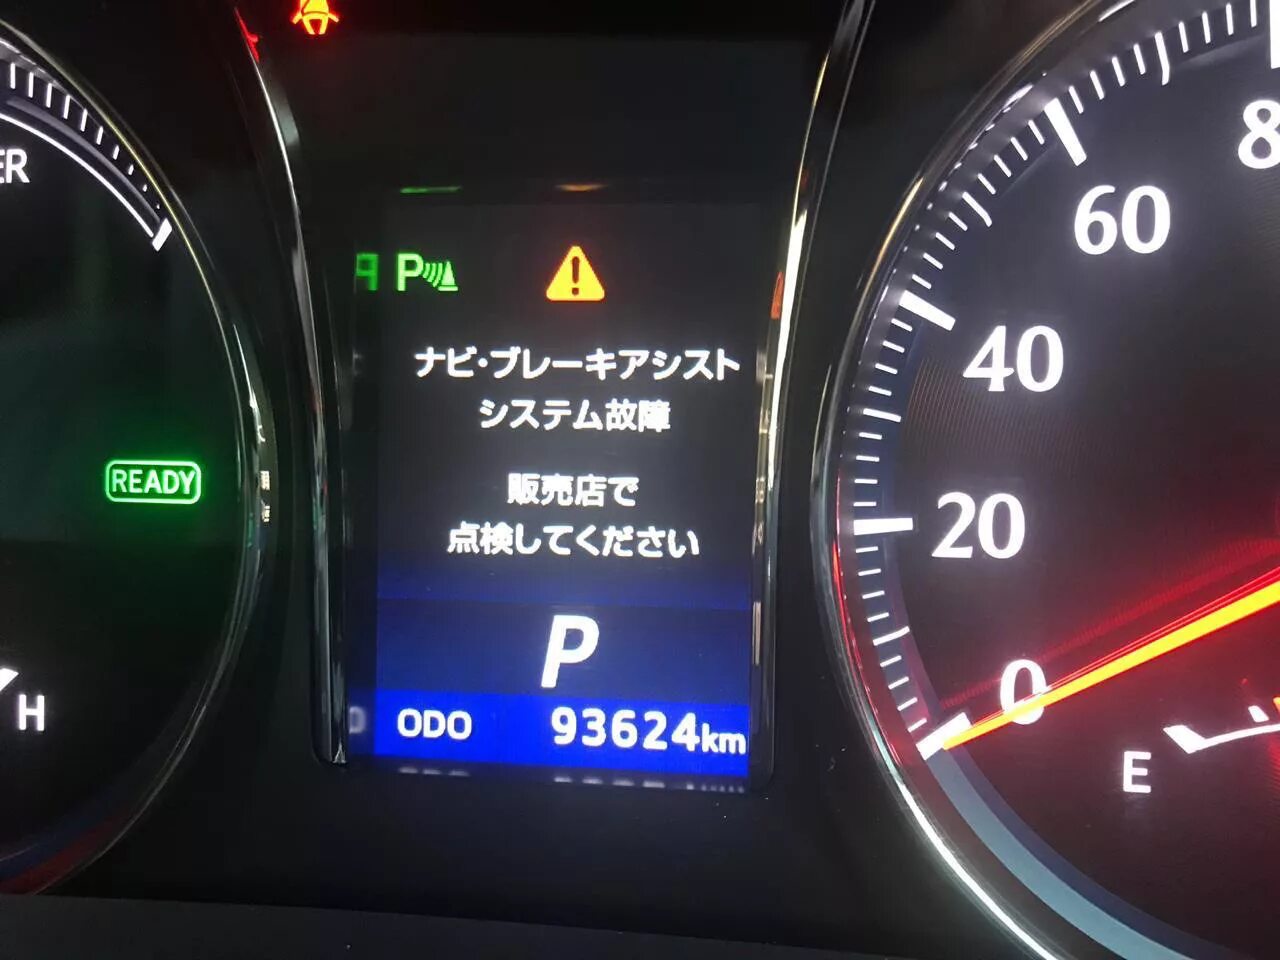 80
60
P
ナビ・ブレーキアシスト
システム故障
40
READY
販売店で
点検してください
20
P
0
H
ODO 93624km
E